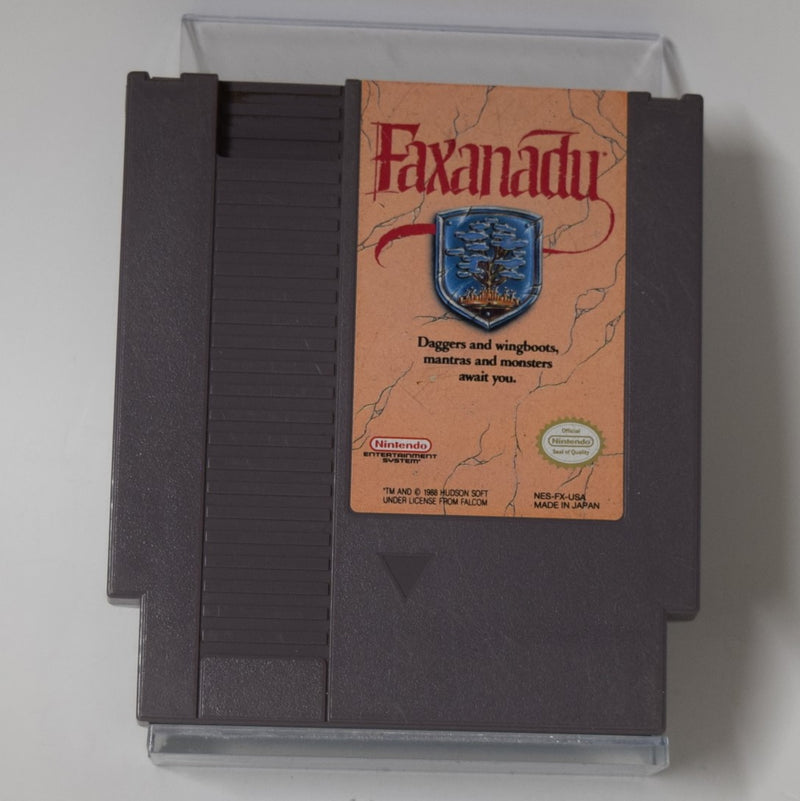 Faxanadu
Daggers and wingboots,
mantras and monsters
await you.
Nintendo
ENTERTAINMENT
SYSTEM
Official
Nintendo
Seal of Quality
"TM AND © 1988 HUDSON SOFT
UNDER LICENSE FROM FALCOM
NES-FX-USA
MADE IN JAPAN